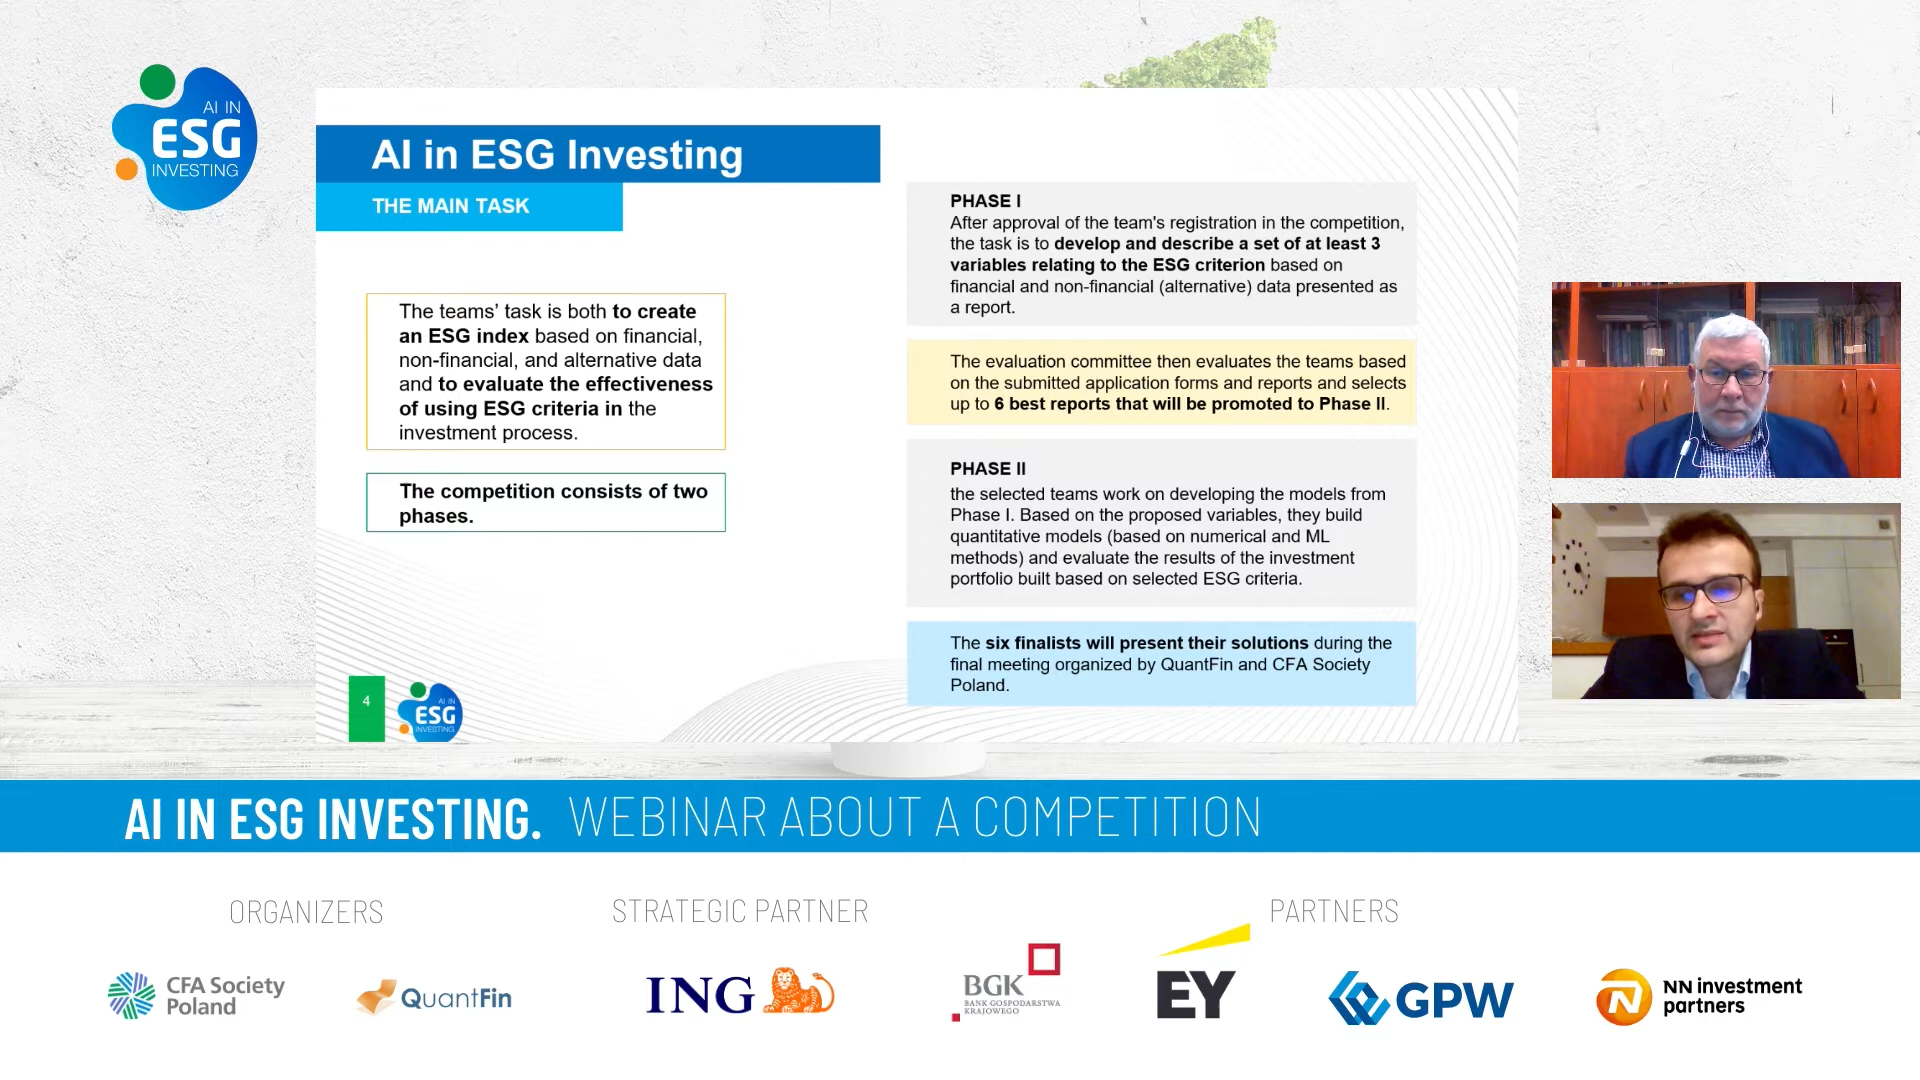 AI IN
ESG
INVESTING
AI in ESG Investing
THE MAIN TASK
The teams' task is both to create
an ESG index based on financial,
non-financial, and alternative data
and to evaluate the effectiveness
of using ESG criteria in the
investment process.
The competition consists of two
phases.
PHASE I
After approval of the team's registration in the competition,
the task is to develop and describe a set of at least 3
variables relating to the ESG criterion based on
financial and non-financial (alternative) data presented as
a report.
The evaluation committee then evaluates the teams based
on the submitted application forms and reports and selects
up to 6 best reports that will be promoted to Phase II.
PHASE II
the selected teams work on developing the models from
Phase I. Based on the proposed variables, they build
quantitative models (based on numerical and ML
methods) and evaluate the results of the investment
portfolio built based on selected ESG criteria.
The six finalists will present their solutions during the
final meeting organized by QuantFin and CFA Society
Poland.
4
AI IN
ESG
INVESTING
AI IN ESG INVESTING. WEBINAR ABOUT A COMPETITION
ORGANIZERS
STRATEGIC PARTNER
PARTNERS
CFA Society
Poland
QuantFin
ING
BGK
BANK GOSPODARSTWA
KRAJOWEGO
EY
GPW
NN investment
partners